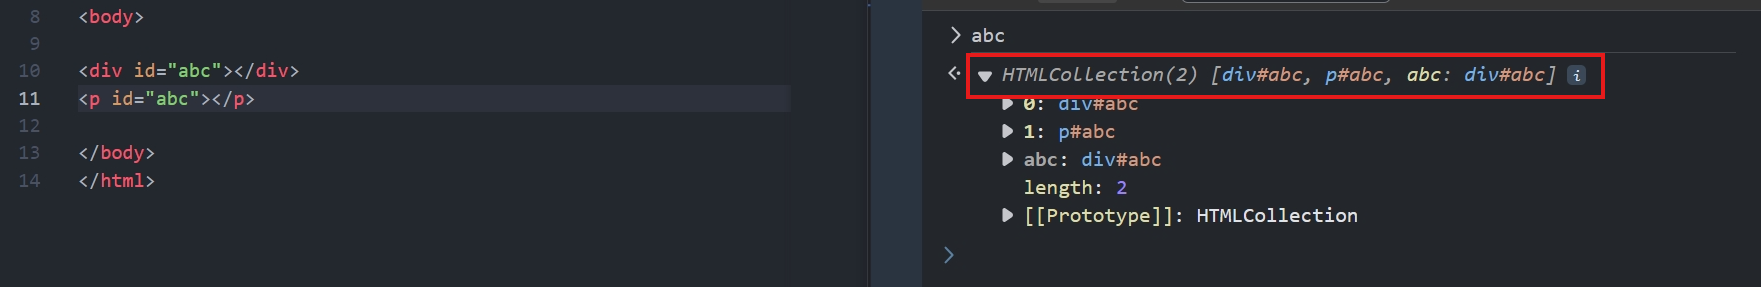 8 <body>
9
10 <div id="abc"></div>
11 <p id="abc"></p>
12
13 </body>
14 </html>
> abc
HTMLCollection(2) [div#abc, p#abc, abc: div#abc] i
0: div#abc
1: p#abc
abc: div#abc
length: 2
[[Prototype]]: HTMLCollection
>